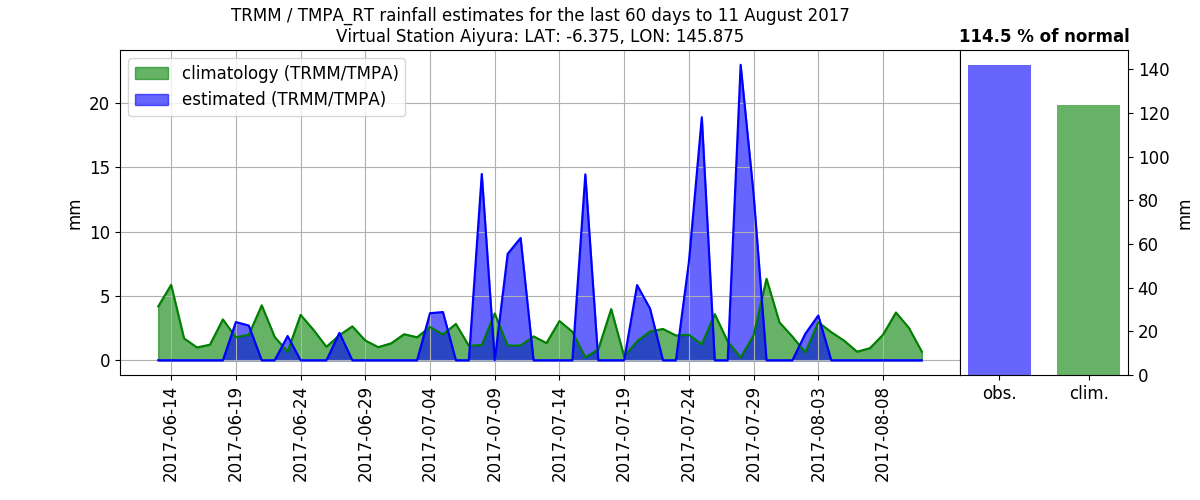 TRMM / TMPA_RT rainfall estimates for the last 60 days to 11 August 2017
Virtual Station Aiyura: LAT: -6.375, LON: 145.875
114.5 % of normal
climatology (TRMM/TMPA)
estimated (TRMM/TMPA)
mm
20
15
10
5
0
2017-06-14
2017-06-19
2017-06-24
2017-06-29
2017-07-04
2017-07-09
2017-07-14
2017-07-19
2017-07-24
2017-07-29
2017-08-03
2017-08-08
140
120
100
80
60
40
20
0
mm
obs.
clim.